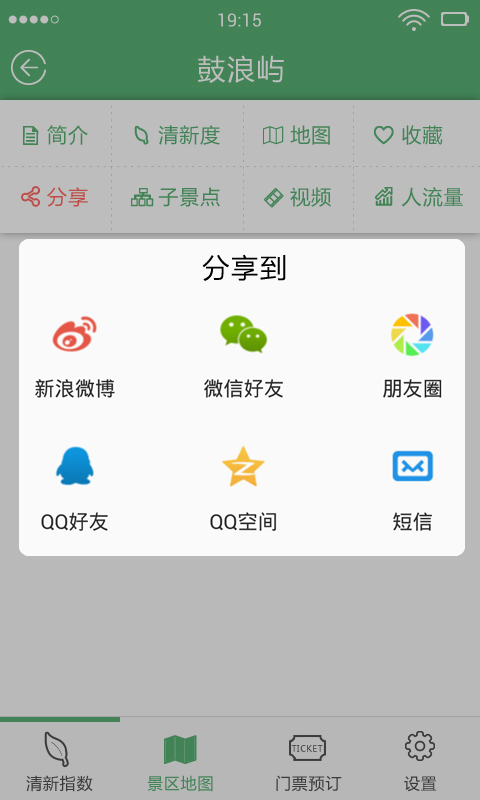 19:15
鼓浪屿
简介 清新度 地图 收藏
分享 子景点 视频 人流量
分享到
新浪微博 微信好友 朋友圈
QQ好友 QQ空间 短信
TICKET
清新指数 景区地图 门票预订 设置